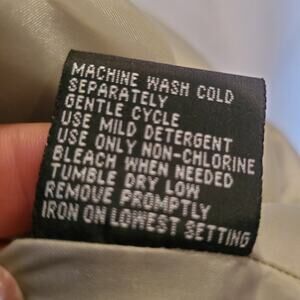 MACHINE WASH COLD
SEPARATELY
GENTLE CYCLE
USE MILD DETERGENT
USE ONLY NON-CHLORINE
BLEACH WHEN NEEDED
TUMBLE DRY LOW
REMOVE PROMPTLY
IRON ON LOWEST SETTING